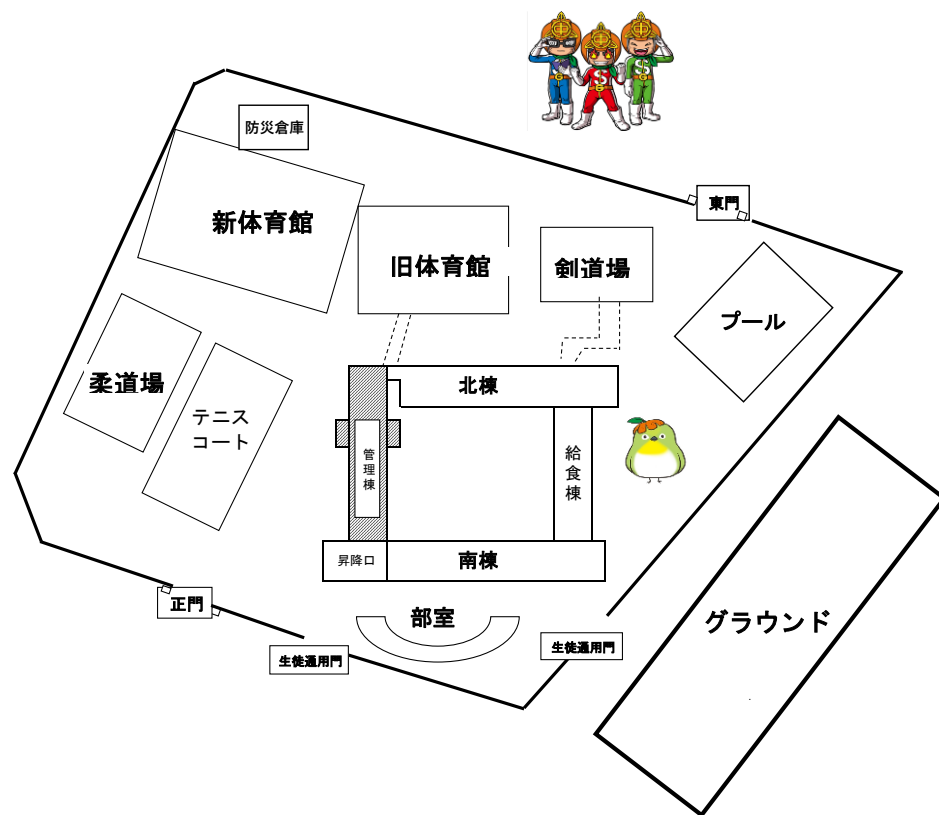 防災倉庫
東門
新体育館
旧体育館
剣道場
プール
柔道場
北棟
テニス
コート
管理棟
給食棟
昇降口
南棟
正門
部室
グラウンド
生徒通用門
生徒通用門